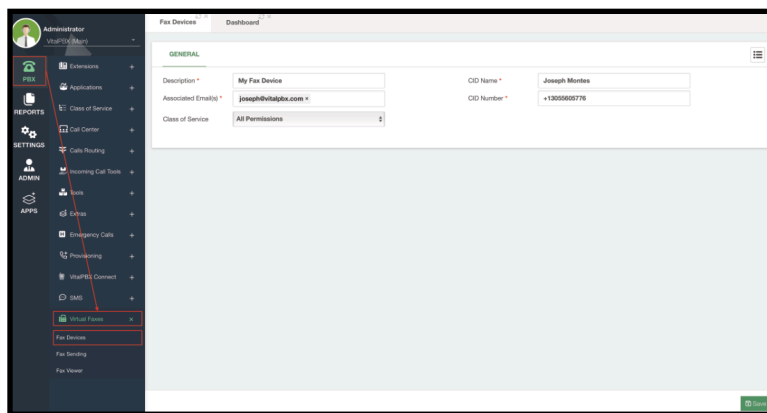 Administrator
VitalPBX (Main)
Fax Devices
Dashboard
PBX
REPORTS
SETTINGS
ADMIN
APPS
Extensions
Applications
Class of Service
Call Center
Calls Routing
Incoming Call Tools
Tools
Extras
Emergency Calls
Provisioning
VitalPBX Connect
SMS
Virtual Faxes
Fax Devices
Fax Sending
Fax Viewer
GENERAL
Description * My Fax Device
CID Name * Joseph Montes
Associated Email(s) * joseph@vitalpbx.com ×
CID Number * +13055605776
Class of Service All Permissions
Save